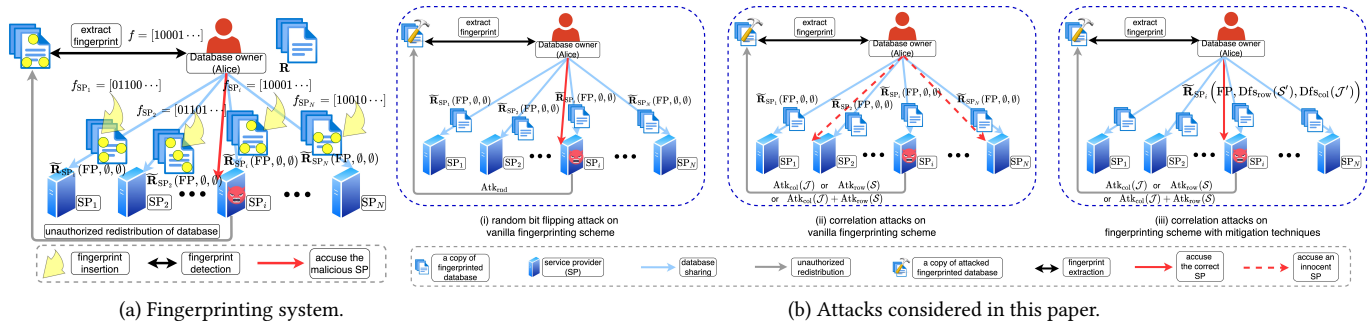 extract
fingerprint
f = [10001⋯]
Database owner
(Alice)
R
f_SP1 = [01100⋯]
f_SPi = [10001⋯]
f_SP2 = [01101⋯]
f_SPN = [10010⋯]
R̃_SP1(FP,∅,∅)
R̃_SP2(FP,∅,∅)
R̃_SPi(FP,∅,∅)
R̃_SPN(FP,∅,∅)
SP1
SP2
SPi
SPN
unauthorized redistribution of database
fingerprint
insertion
fingerprint
detection
accuse the
malicious SP
(a) Fingerprinting system.
extract
fingerprint
Database owner
(Alice)
R̃_SP1(FP,∅,∅)
R̃_SPi(FP,∅,∅)
R̃_SPN(FP,∅,∅)
SP1
SP2
SPi
SPN
Atk_rnd
(i) random bit flipping attack on
vanilla fingerprinting scheme
extract
fingerprint
Database owner
(Alice)
R̃_SP1(FP,∅,∅)
R̃_SPi(FP,∅,∅)
R̃_SPN(FP,∅,∅)
SP1
SP2
SPi
SPN
Atk_col(𝒥) or Atk_row(𝒮)
or Atk_col(𝒥) + Atk_row(𝒮)
(ii) correlation attacks on
vanilla fingerprinting scheme
extract
fingerprint
Database owner
(Alice)
R̃_SPi(FP, Dfs_row(𝒮′), Dfs_col(𝒥′))
SP1
SP2
SPi
SPN
Atk_col(𝒥) or Atk_row(𝒮)
or Atk_col(𝒥) + Atk_row(𝒮)
(iii) correlation attacks on
fingerprinting scheme with mitigation techniques
a copy of
fingerprinted
database
service provider
(SP)
database
sharing
unauthorized
redistribution
a copy of attacked
fingerprinted database
fingerprint
extraction
accuse
the correct
SP
accuse an
innocent
SP
(b) Attacks considered in this paper.